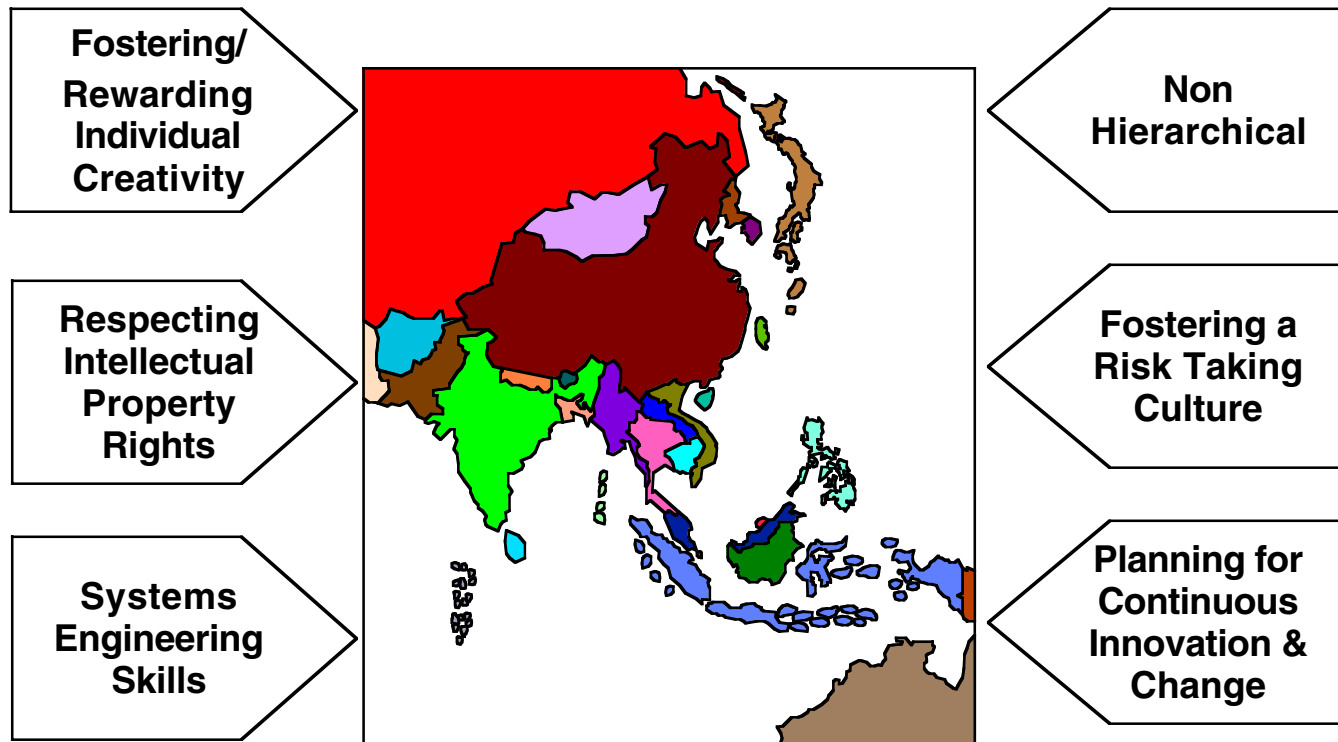 Fostering/
Rewarding
Individual
Creativity
Respecting
Intellectual
Property
Rights
Systems
Engineering
Skills
Non
Hierarchical
Fostering a
Risk Taking
Culture
Planning for
Continuous
Innovation &
Change